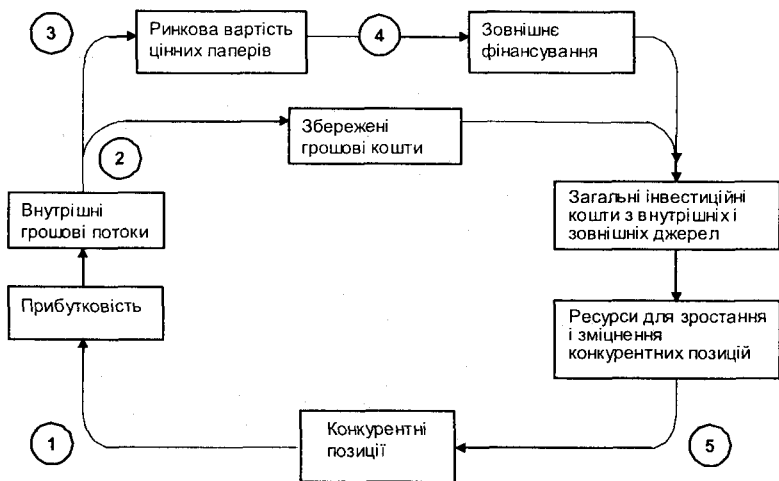 3
Ринкова вартість
цінних паперів
4
Зовнішнє
фінансування
2
Збережені
грошові кошти
Внутрішні
грошові потоки
Загальні інвестиційні
кошти з внутрішніх і
зовнішніх джерел
Прибутковість
Ресурси для зростання
і зміцнення
конкурентних позицій
1
Конкурентні
позиції
5